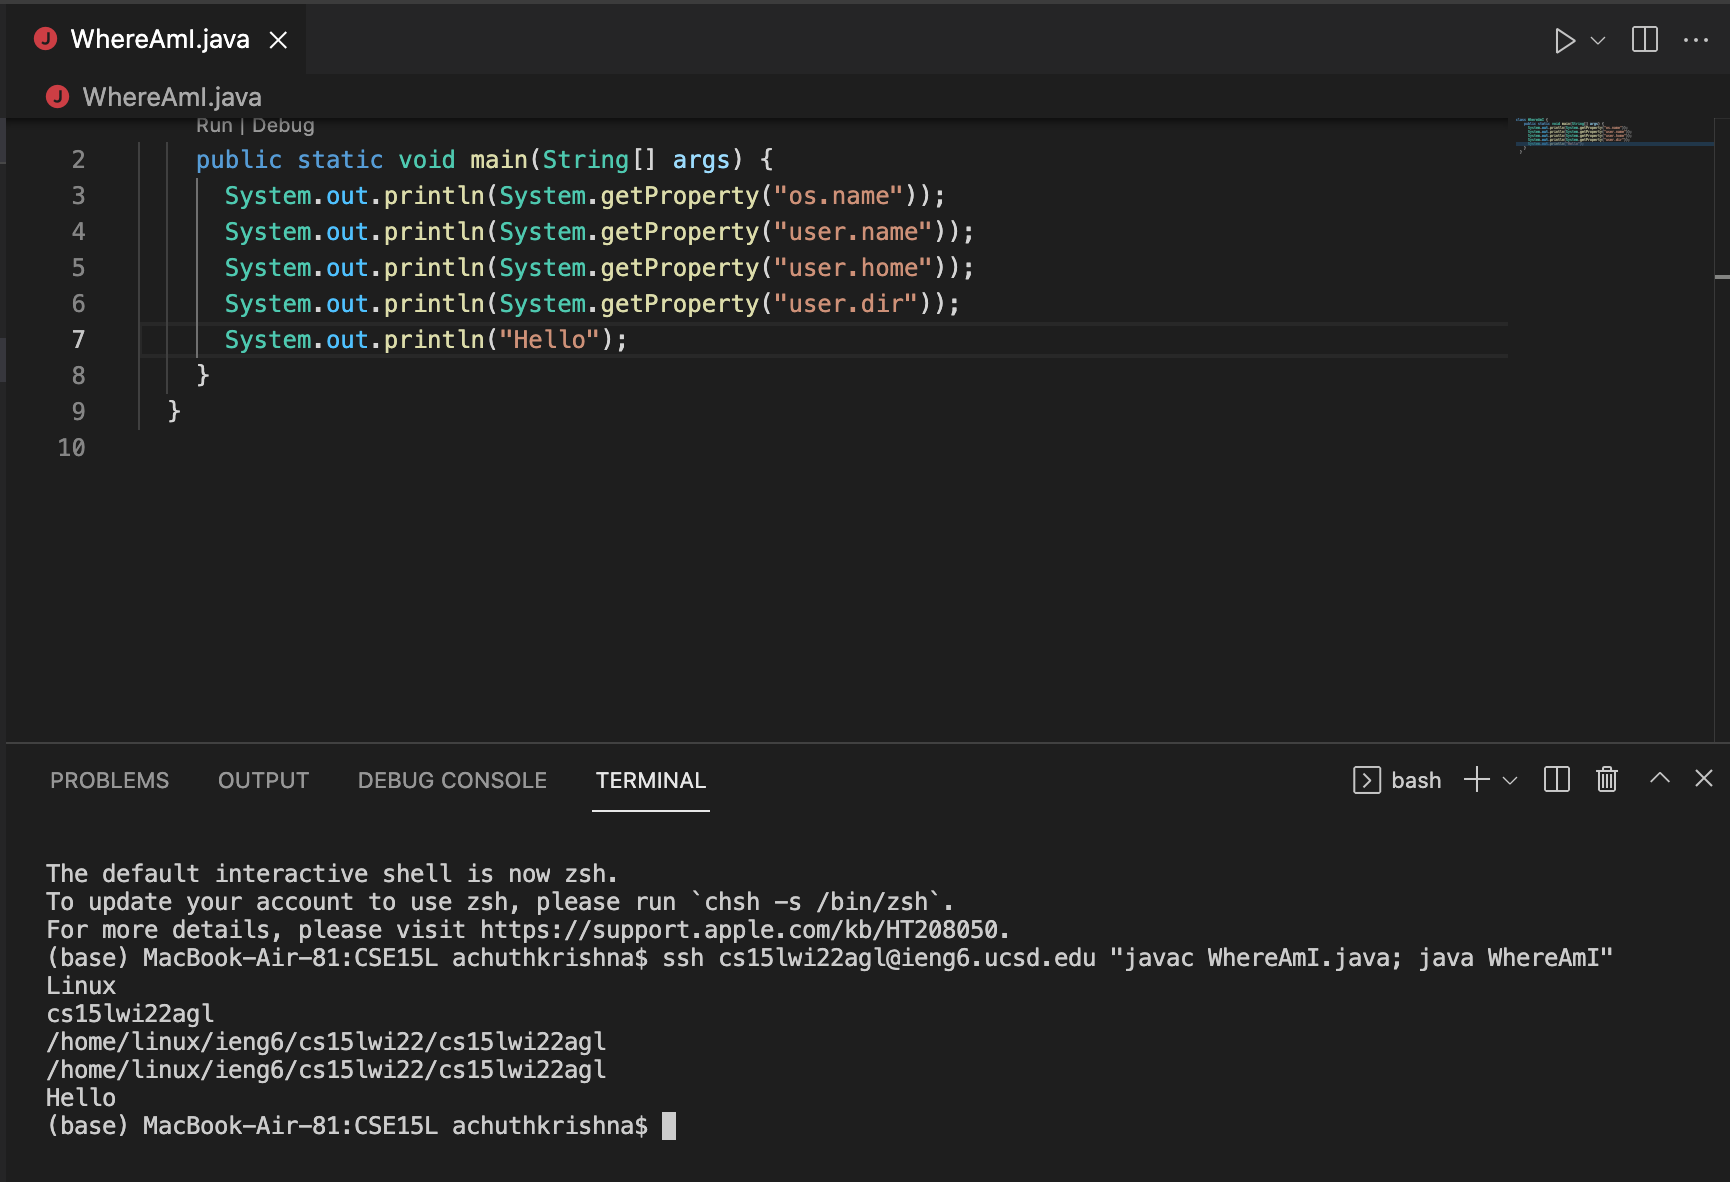 WhereAmI.java
WhereAmI.java
Run | Debug
2 public static void main(String[] args) {
3 System.out.println(System.getProperty("os.name"));
4 System.out.println(System.getProperty("user.name"));
5 System.out.println(System.getProperty("user.home"));
6 System.out.println(System.getProperty("user.dir"));
7 System.out.println("Hello");
8 }
9 }
10
PROBLEMS OUTPUT DEBUG CONSOLE TERMINAL bash
The default interactive shell is now zsh.
To update your account to use zsh, please run `chsh -s /bin/zsh`.
For more details, please visit https://support.apple.com/kb/HT208050.
(base) MacBook-Air-81:CSE15L achuthkrishna$ ssh cs15lwi22agl@ieng6.ucsd.edu "javac WhereAmI.java; java WhereAmI"
Linux
cs15lwi22agl
/home/linux/ieng6/cs15lwi22/cs15lwi22agl
/home/linux/ieng6/cs15lwi22/cs15lwi22agl
Hello
(base) MacBook-Air-81:CSE15L achuthkrishna$